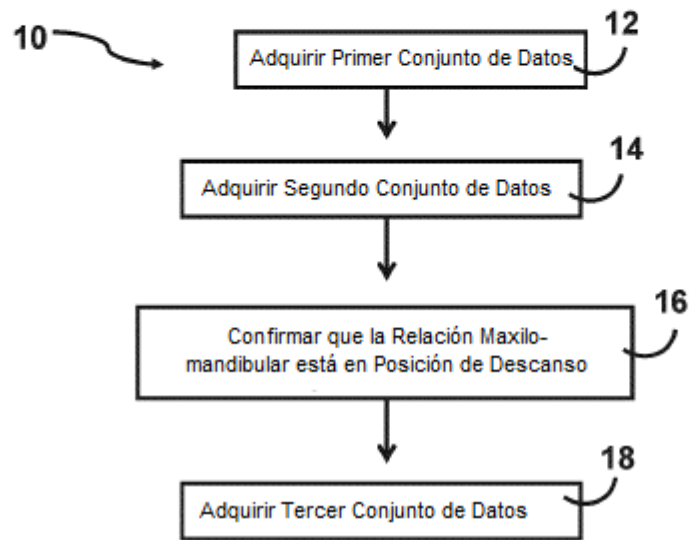 10
Adquirir Primer Conjunto de Datos
12
Adquirir Segundo Conjunto de Datos
14
Confirmar que la Relación Maxilo-
mandibular está en Posición de Descanso
16
Adquirir Tercer Conjunto de Datos
18